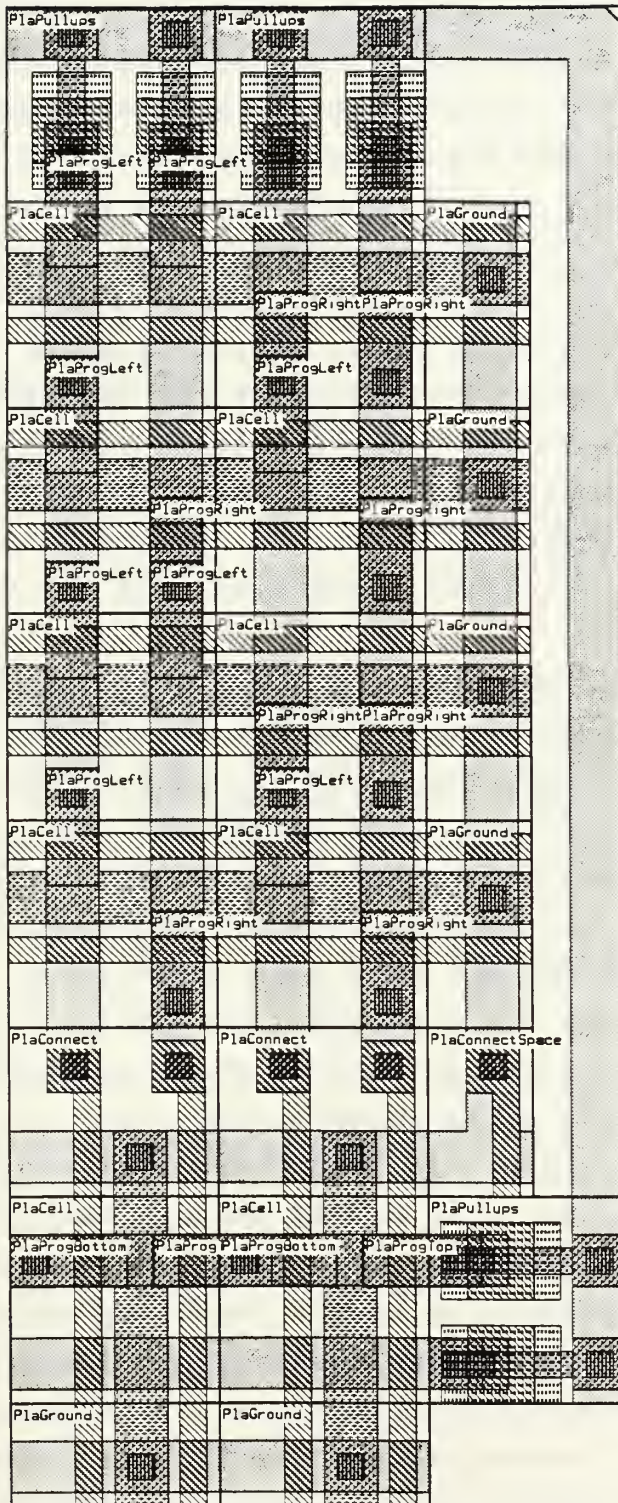 PlaPullups PlaPullups
PlaProgLeft PlaProgLeft
PlaCell PlaCell PlaGround
PlaProgRight PlaProgRight
PlaProgLeft PlaProgLeft
PlaCell PlaCell PlaGround
PlaProgRight PlaProgRight
PlaProgLeft PlaProgLeft
PlaCell PlaCell PlaGround
PlaProgRight PlaProgRight
PlaProgLeft PlaProgLeft
PlaCell PlaCell PlaGround
PlaProgRight PlaProgRight
PlaConnect PlaConnect PlaConnectSpace
PlaCell PlaCell PlaPullups
PlaProgBottom PlaProg PlaProgBottom PlaProgTop
PlaGround PlaGround